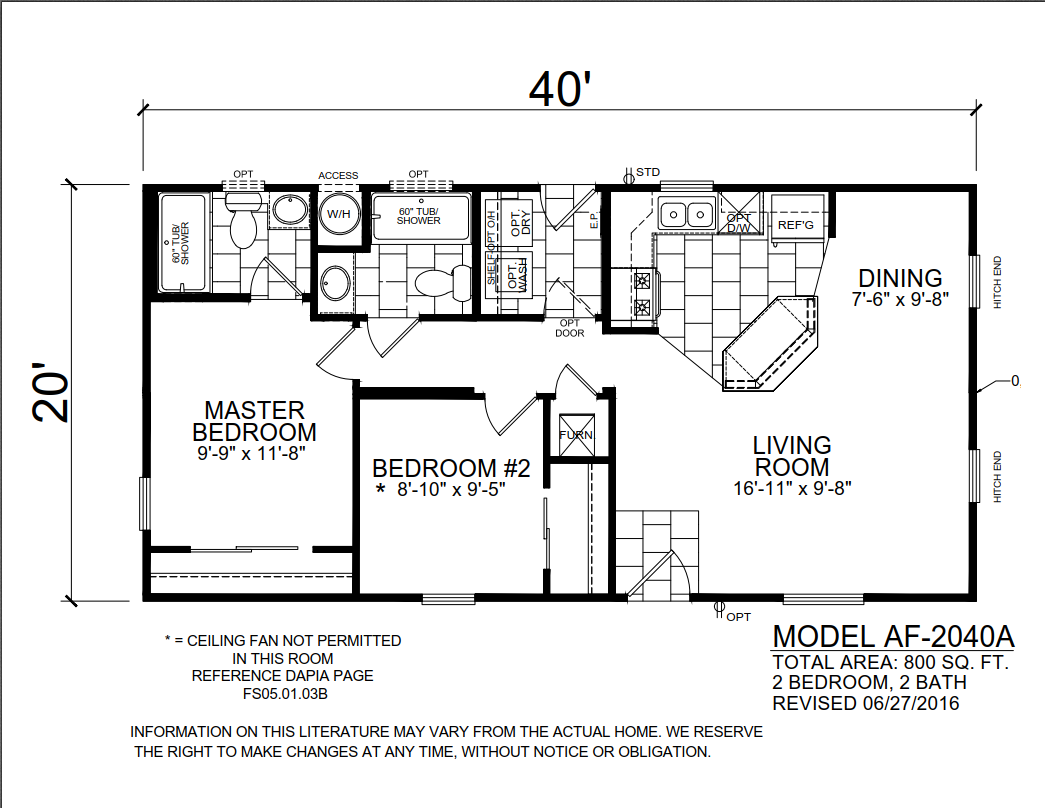 40'
OPT
ACCESS
OPT
STD
60" TUB/
SHOWER
W/H
60" TUB/
SHOWER
SHELF/OPT O/H
OPT.
DRY
OPT.
WASH
E.P.
OPT
D/W
REF'G
DINING
7'-6" x 9'-8"
HITCH END
OPT
DOOR
20'
0
MASTER
BEDROOM
9'-9" x 11'-8"
FURN.
BEDROOM #2
* 8'-10" x 9'-5"
LIVING
ROOM
16'-11" x 9'-8"
HITCH END
OPT
* = CEILING FAN NOT PERMITTED
IN THIS ROOM
REFERENCE DAPIA PAGE
FS05.01.03B
MODEL AF-2040A
TOTAL AREA: 800 SQ. FT.
2 BEDROOM, 2 BATH
REVISED 06/27/2016
INFORMATION ON THIS LITERATURE MAY VARY FROM THE ACTUAL HOME. WE RESERVE
THE RIGHT TO MAKE CHANGES AT ANY TIME, WITHOUT NOTICE OR OBLIGATION.